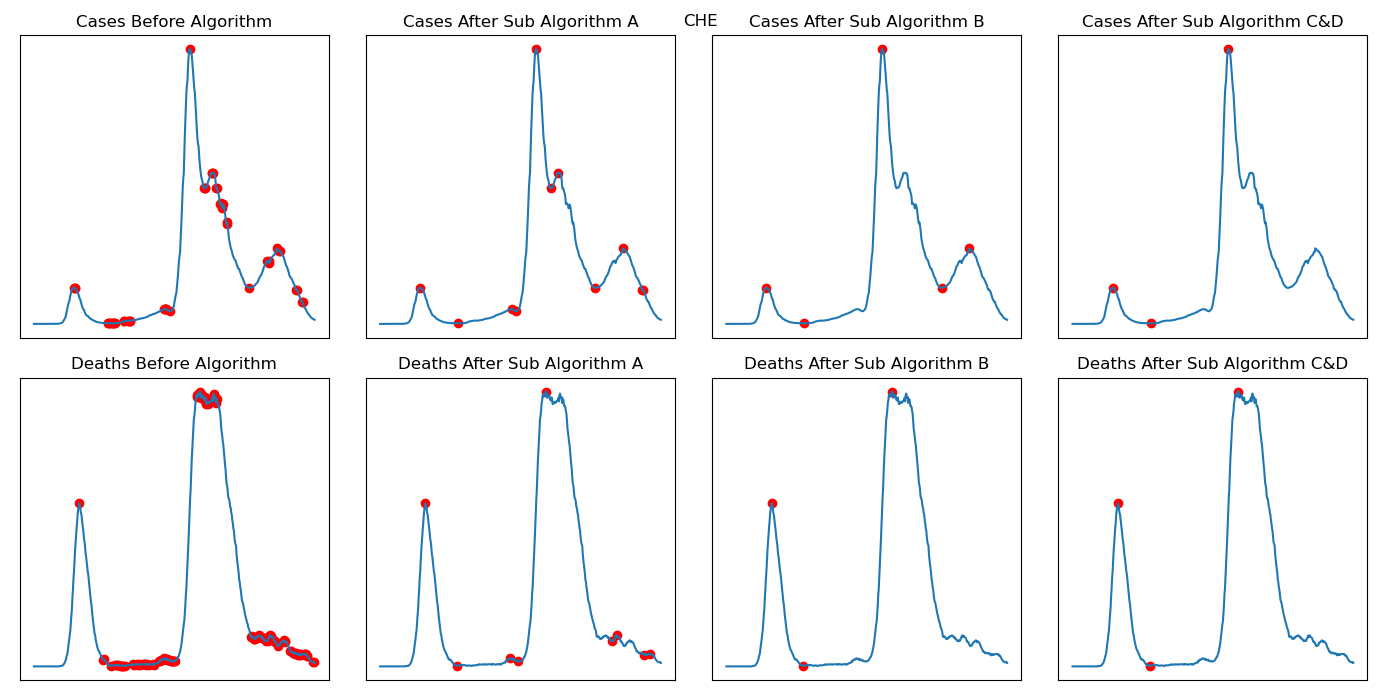 CHE
Cases Before Algorithm
Cases After Sub Algorithm A
Cases After Sub Algorithm B
Cases After Sub Algorithm C&D
Deaths Before Algorithm
Deaths After Sub Algorithm A
Deaths After Sub Algorithm B
Deaths After Sub Algorithm C&D